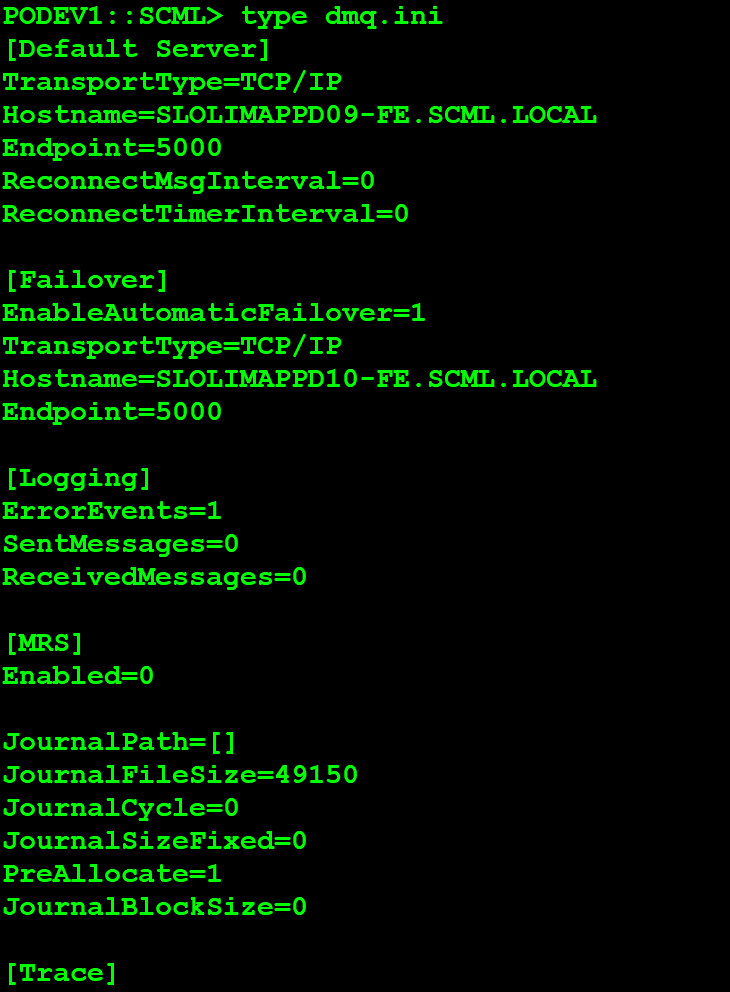 PODEV1::SCML> type dmq.ini
[Default Server]
TransportType=TCP/IP
Hostname=SLOLIMAPPD09-FE.SCML.LOCAL
Endpoint=5000
ReconnectMsgInterval=0
ReconnectTimerInterval=0
[Failover]
EnableAutomaticFailover=1
TransportType=TCP/IP
Hostname=SLOLIMAPPD10-FE.SCML.LOCAL
Endpoint=5000
[Logging]
ErrorEvents=1
SentMessages=0
ReceivedMessages=0
[MRS]
Enabled=0
JournalPath=[]
JournalFileSize=49150
JournalCycle=0
JournalSizeFixed=0
PreAllocate=1
JournalBlockSize=0
[Trace]